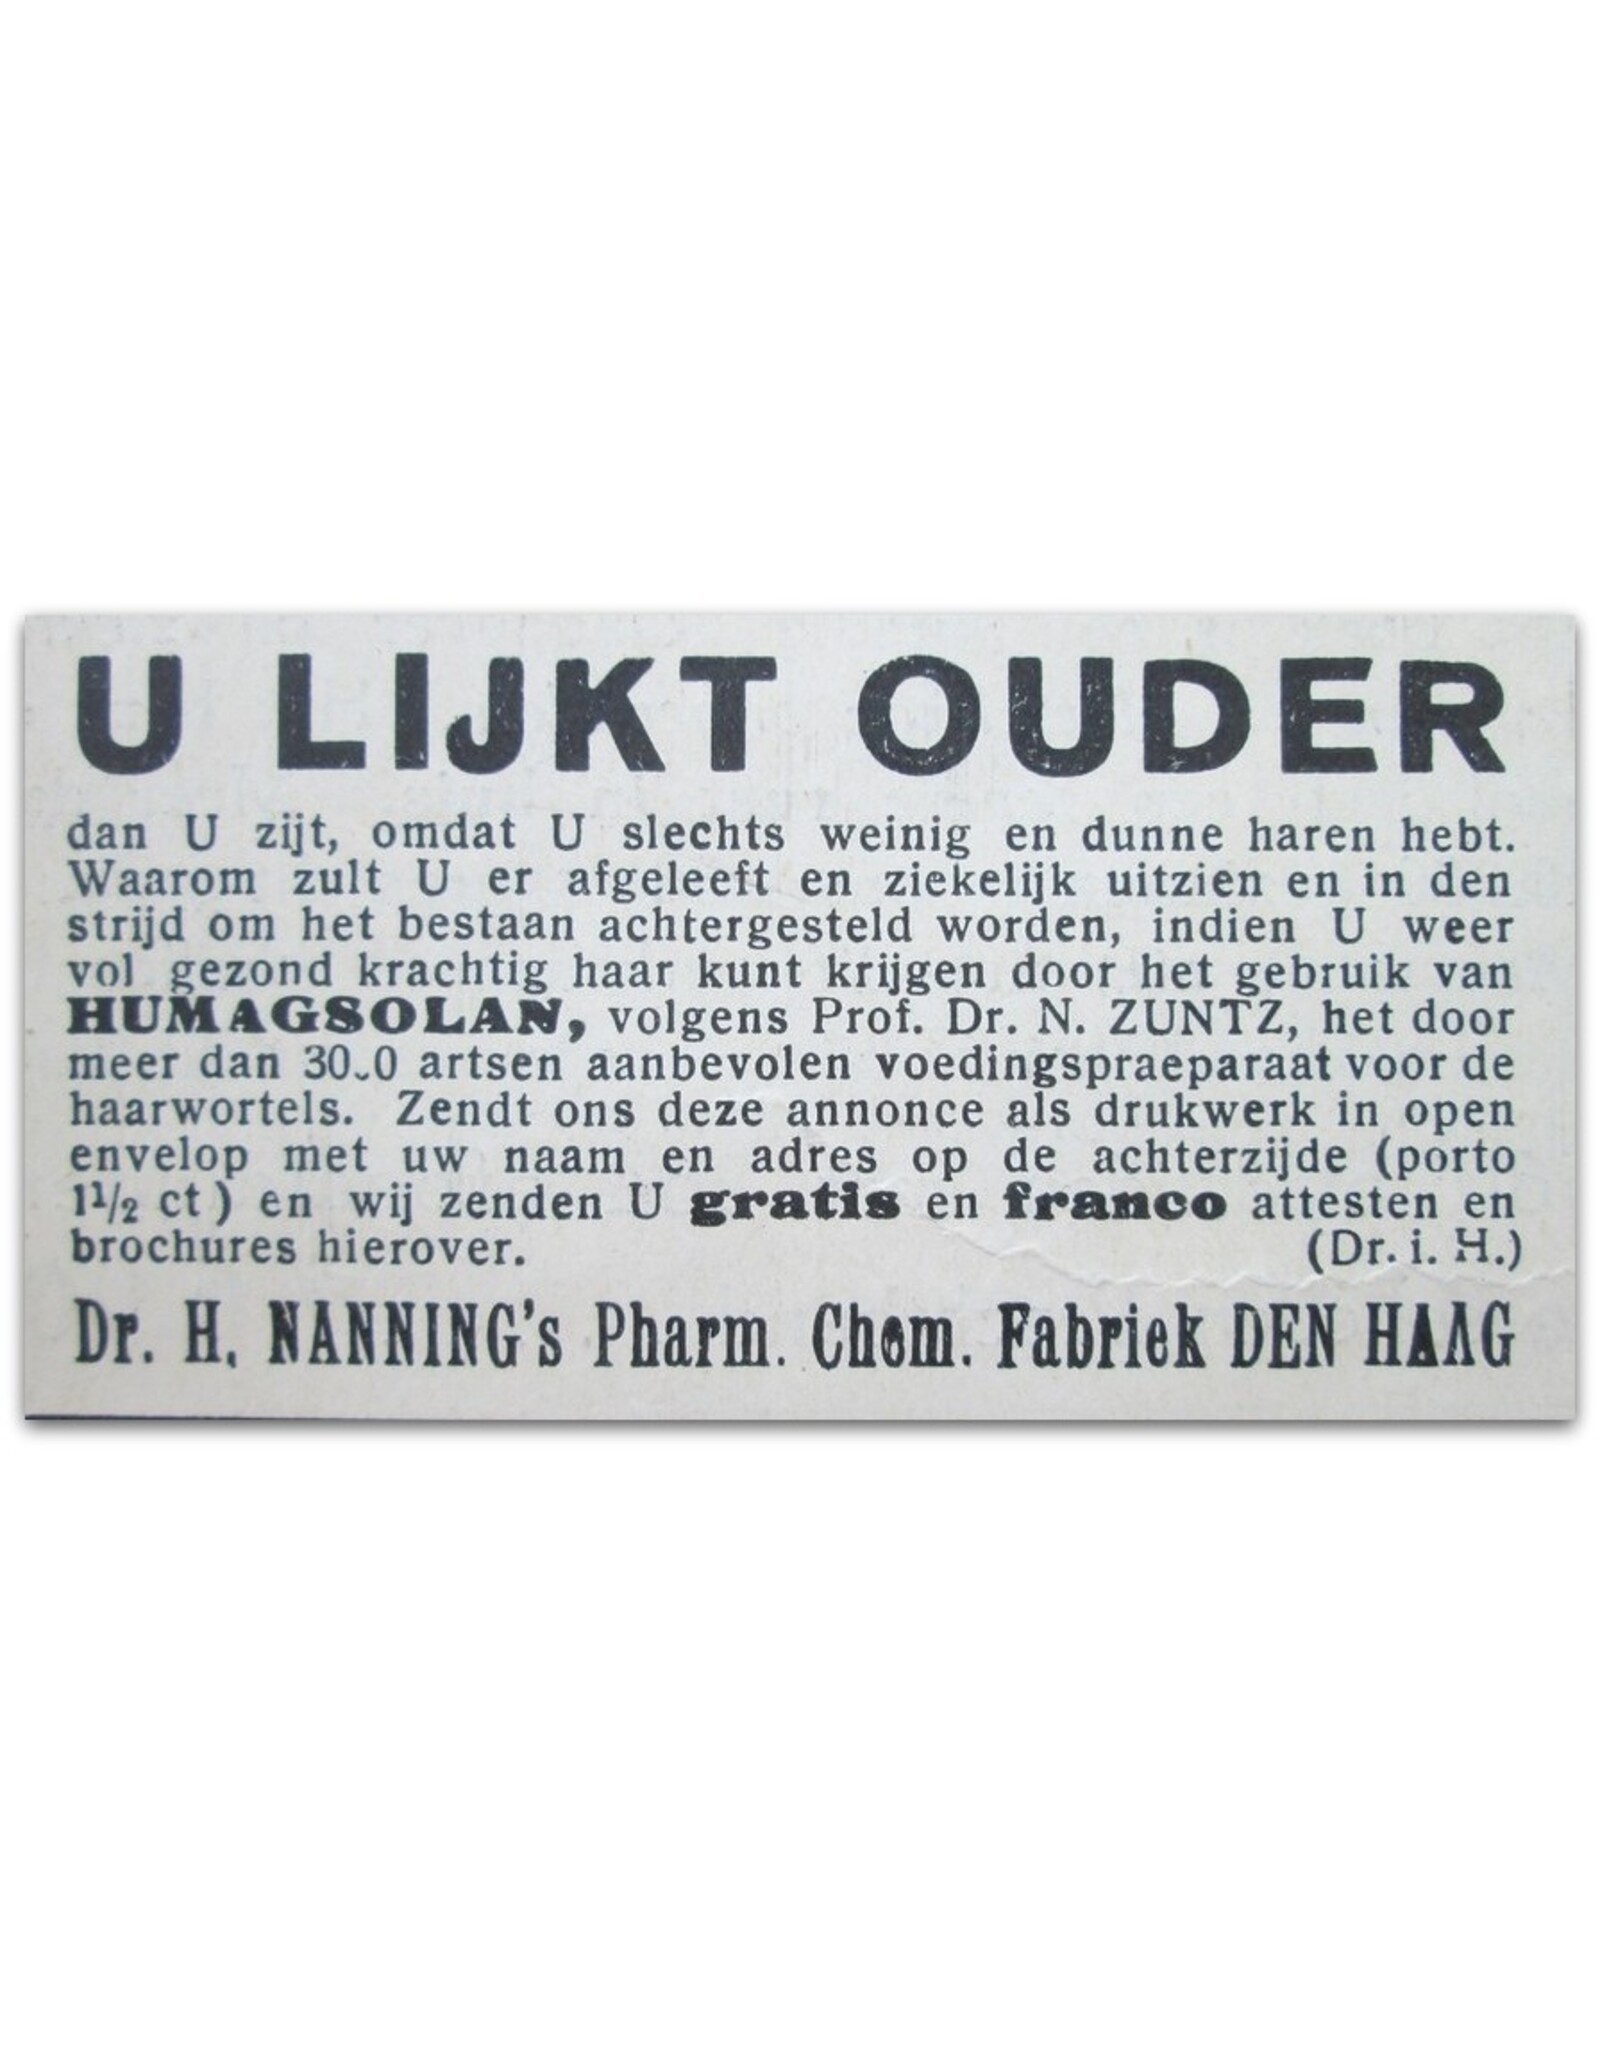 U LIJKT OUDER
dan U zijt, omdat U slechts weinig en dunne haren hebt.
Waarom zult U er afgeleeft en ziekelijk uitzien en in den
strijd om het bestaan achtergesteld worden, indien U weer
vol gezond krachtig haar kunt krijgen door het gebruik van
HUMAGSOLAN, volgens Prof. Dr. N. ZUNTZ, het door
meer dan artsen aanbevolen voedingspraeparaat voor de
haarwortels. Zendt ons deze annonce als drukwerk in open
envelop met uw naam en adres op de achterzijde (porto
1½ ct) en wij zenden U gratis en franco attesten en
brochures hierover. (Dr. i. H.)
Dr. H. NANNING's Pharm. Chem. Fabriek DEN HAAG